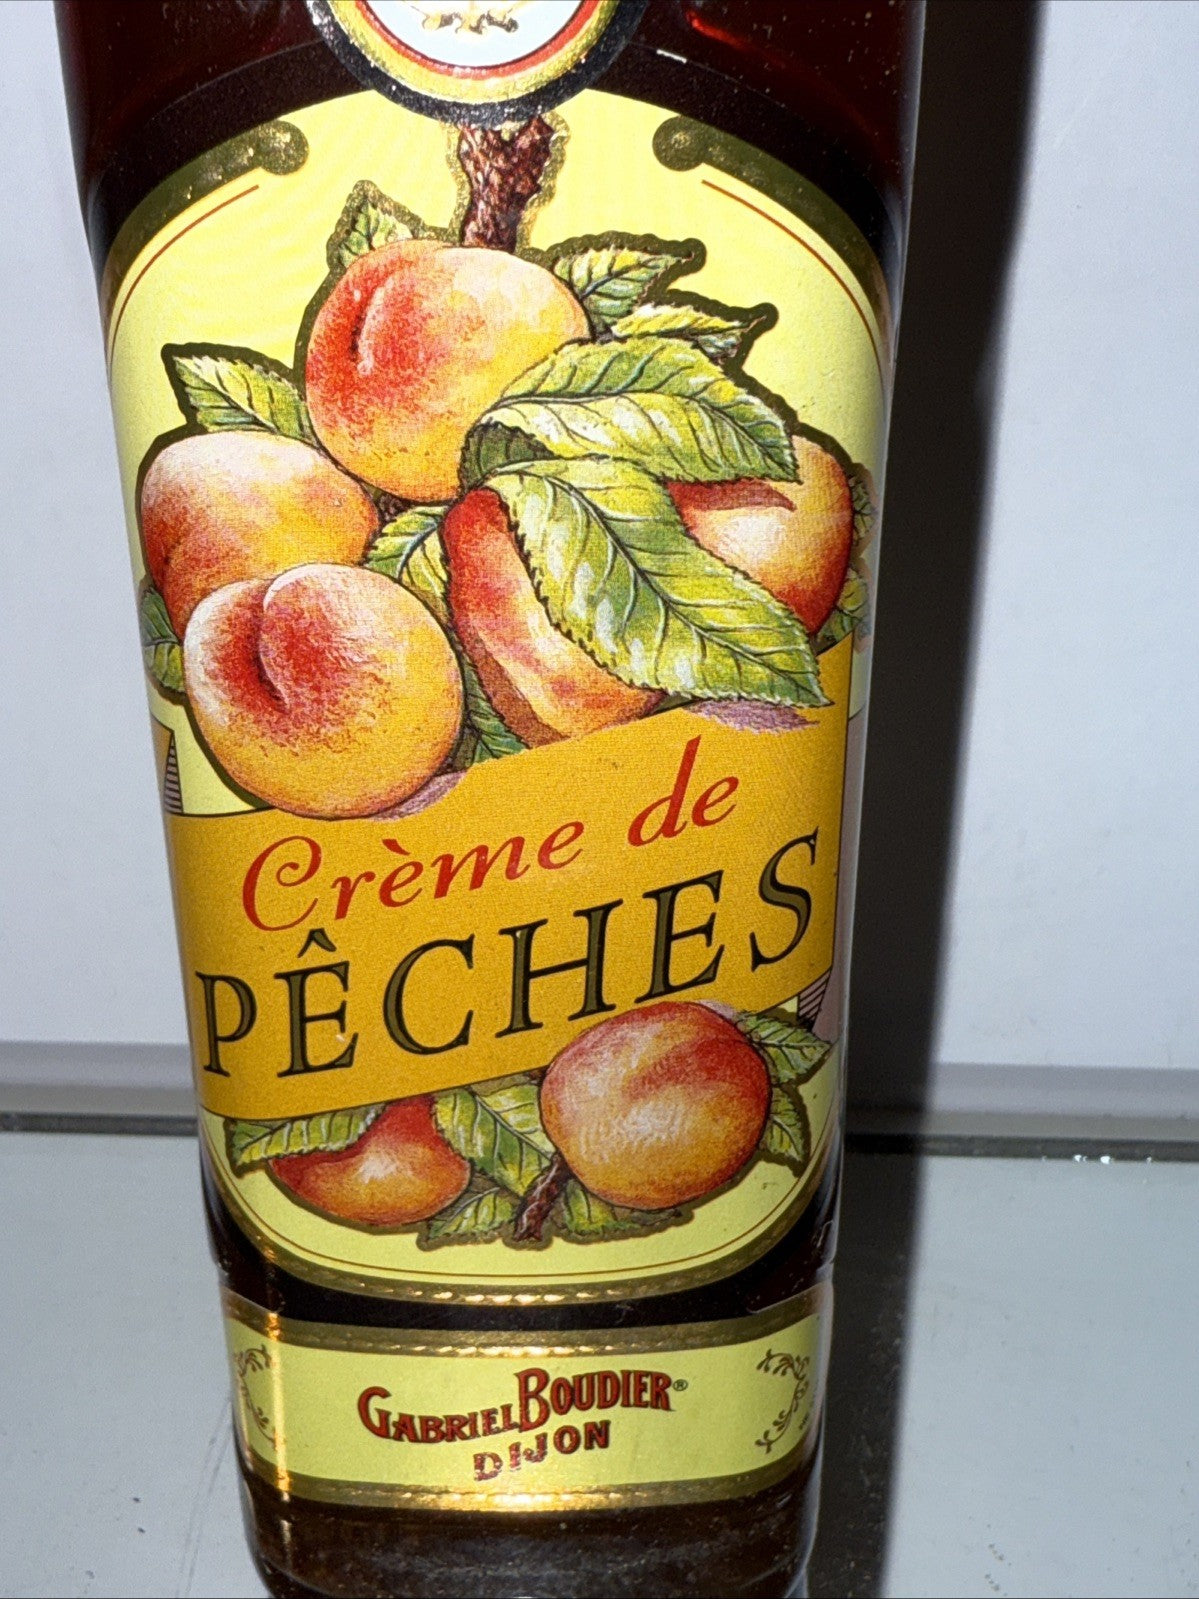 Crème de
PÊCHES
GABRIEL BOUDIER®
DIJON